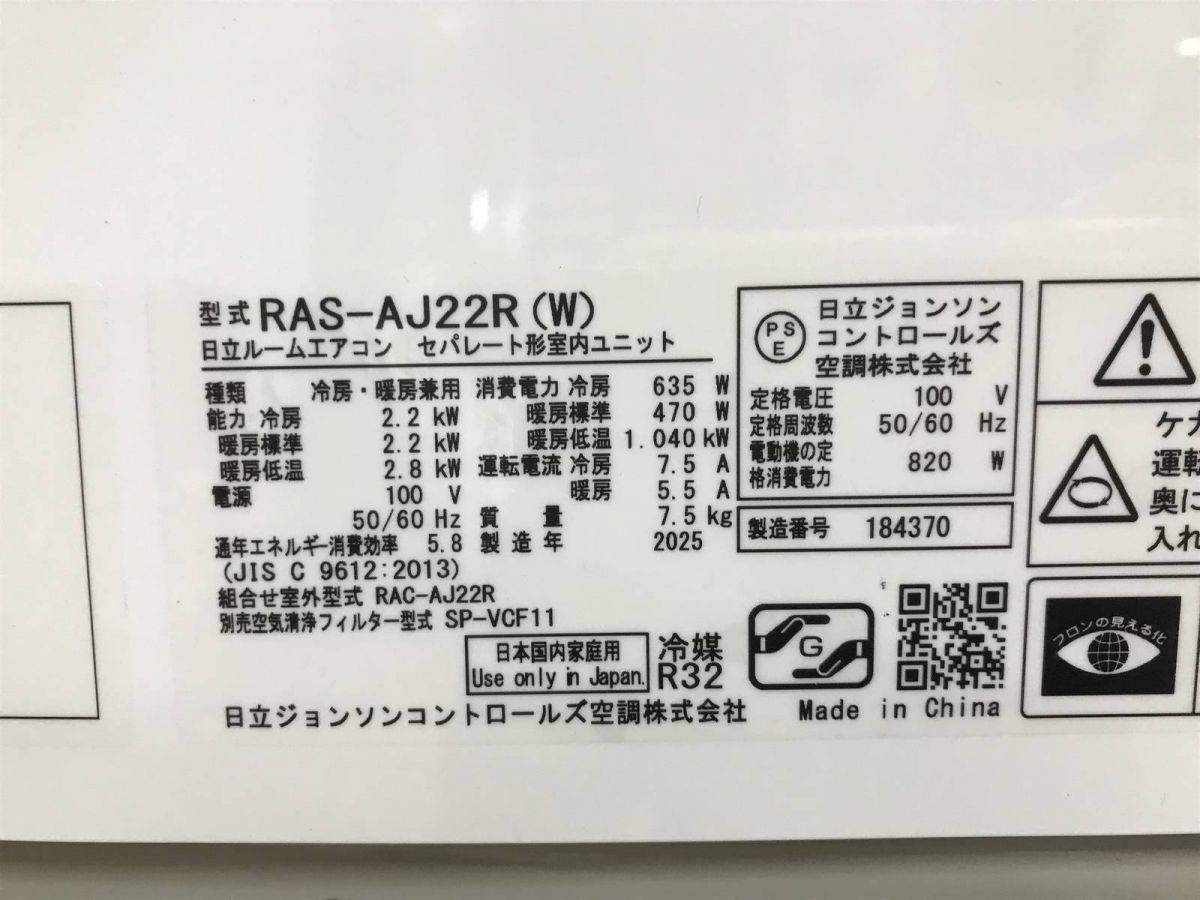 型式 RAS-AJ22R(W)
日立ルームエアコン セパレート形室内ユニット
種類 冷房・暖房兼用
能力 冷房 2.2 kW
暖房標準 2.2 kW
暖房低温 2.8 kW
電源 100 V
50/60 Hz
通年エネルギー消費効率 5.8
(JIS C 9612:2013)
組合せ室外型式 RAC-AJ22R
別売空気清浄フィルター型式 SP-VCF11
消費電力 冷房 635 W
暖房標準 470 W
暖房低温 1.040 kW
運転電流 冷房 7.5 A
暖房 5.5 A
質量 7.5 kg
製造年 2025
日本国内家庭用
Use only in Japan.
冷媒
R32
日立ジョンソンコントロールズ空調株式会社
PS
E
日立ジョンソン
コントロールズ
空調株式会社
定格電圧 100 V
定格周波数 50/60 Hz
電動機の定
格消費電力 820 W
製造番号 184370
G
Made in China
ケガ
運転
奥に
入れ
フロンの見える化